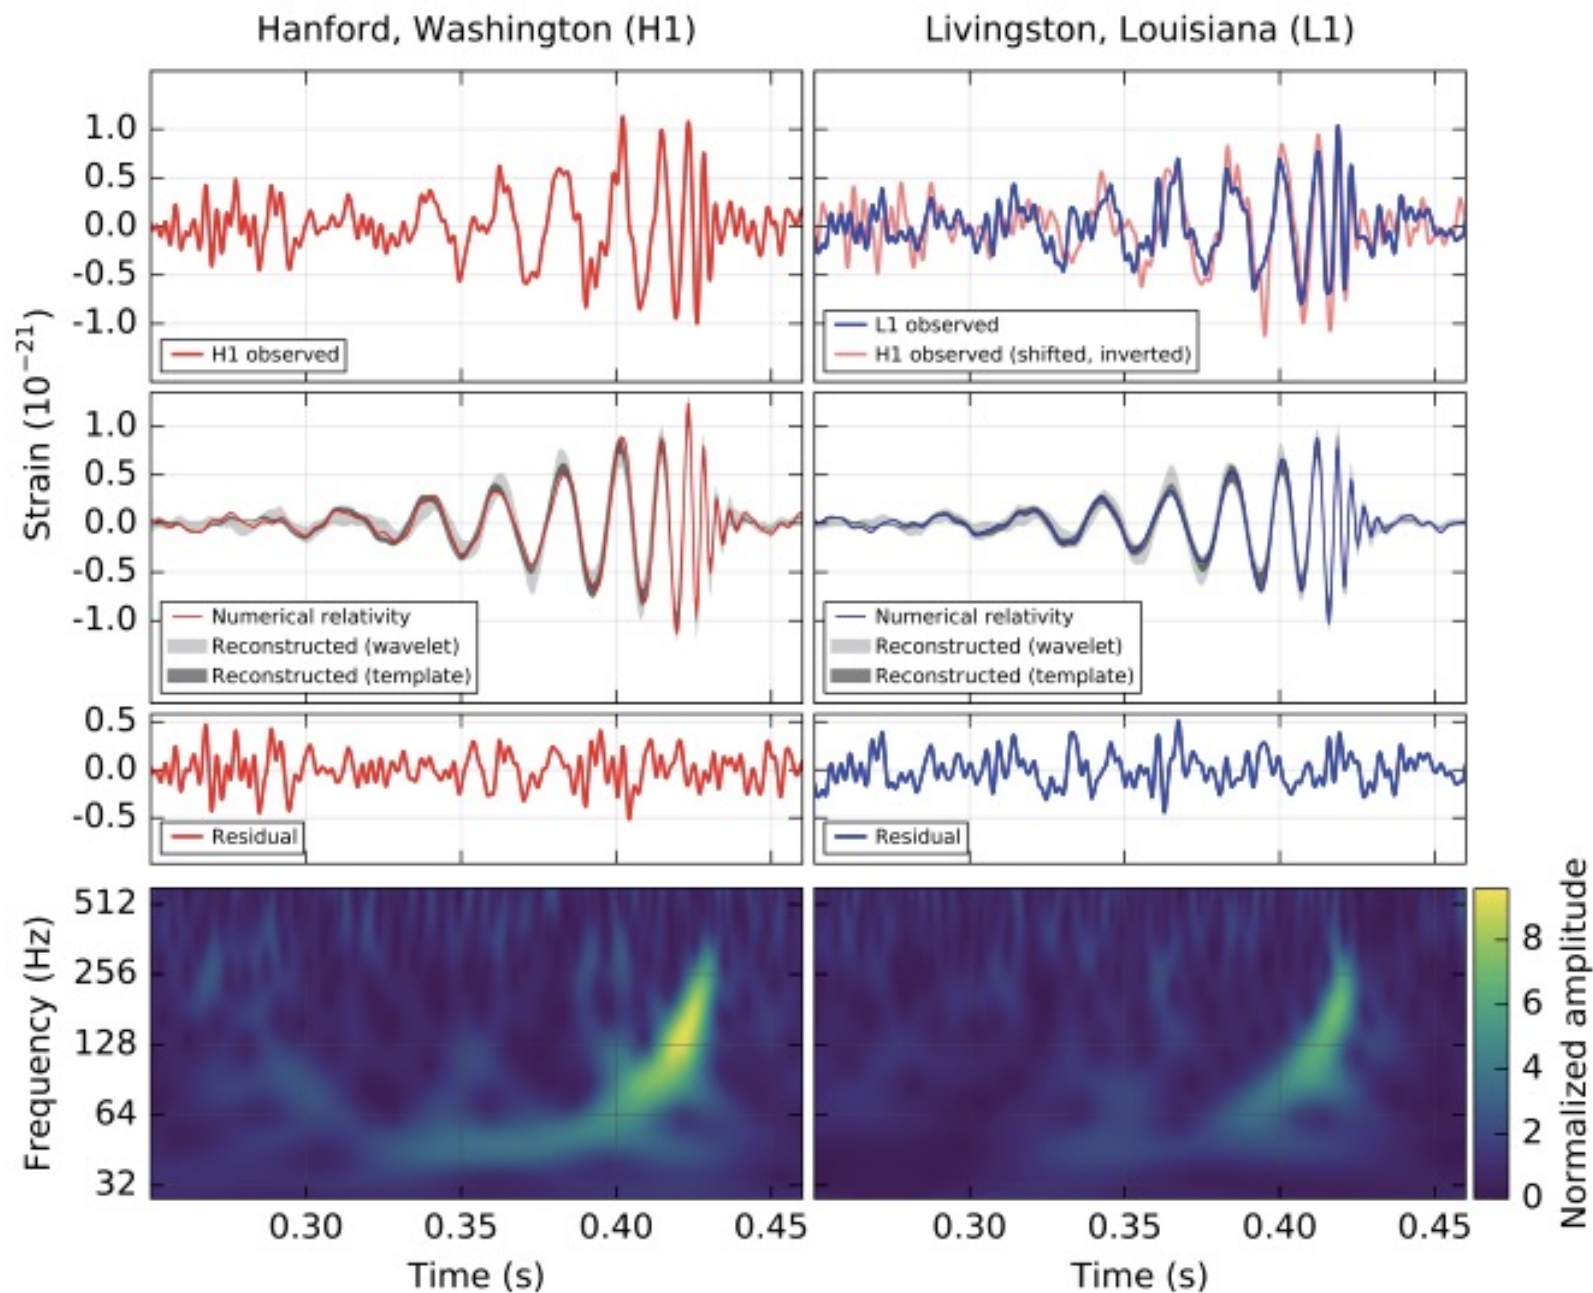 Hanford, Washington (H1)
Livingston, Louisiana (L1)
Strain (10⁻²¹)
1.0
0.5
0.0
-0.5
-1.0
H1 observed
L1 observed
H1 observed (shifted, inverted)
1.0
0.5
0.0
-0.5
-1.0
Numerical relativity
Reconstructed (wavelet)
Reconstructed (template)
Numerical relativity
Reconstructed (wavelet)
Reconstructed (template)
0.5
0.0
-0.5
Residual
Residual
Frequency (Hz)
512
256
128
64
32
0.30 0.35 0.40 0.45
Time (s)
0.30 0.35 0.40 0.45
Time (s)
8
6
4
2
0
Normalized amplitude